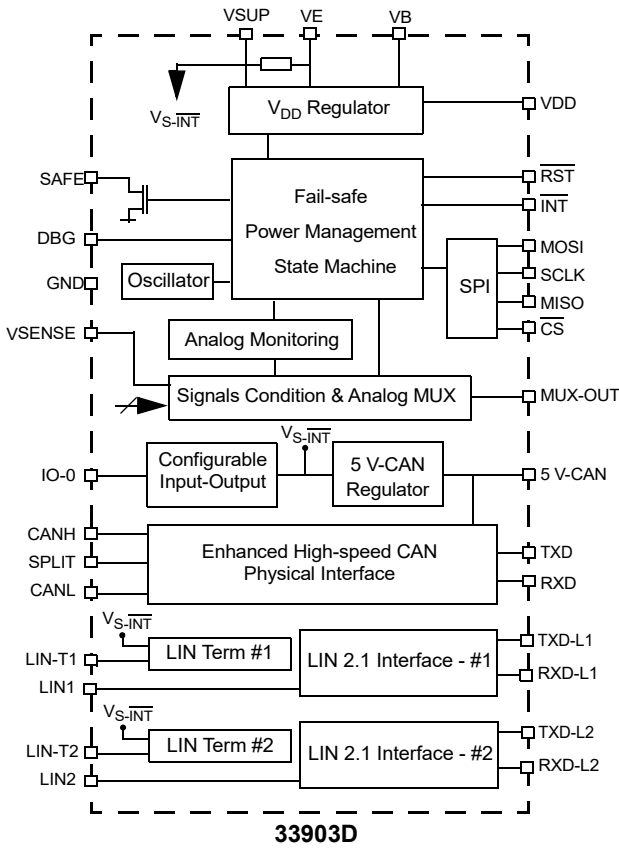 VSUP VE VB
VS-INT
VDD Regulator
VDD
SAFE
Fail-safe
Power Management
State Machine
RST
INT
DBG
MOSI
SCLK
MISO
CS
SPI
GND
Oscillator
VSENSE
Analog Monitoring
Signals Condition & Analog MUX
MUX-OUT
VS-INT
IO-0
Configurable
Input-Output
5 V-CAN
Regulator
5 V-CAN
CANH
SPLIT
CANL
Enhanced High-speed CAN
Physical Interface
TXD
RXD
VS-INT
LIN Term #1
LIN-T1
LIN1
LIN 2.1 Interface - #1
TXD-L1
RXD-L1
VS-INT
LIN Term #2
LIN-T2
LIN2
LIN 2.1 Interface - #2
TXD-L2
RXD-L2
33903D